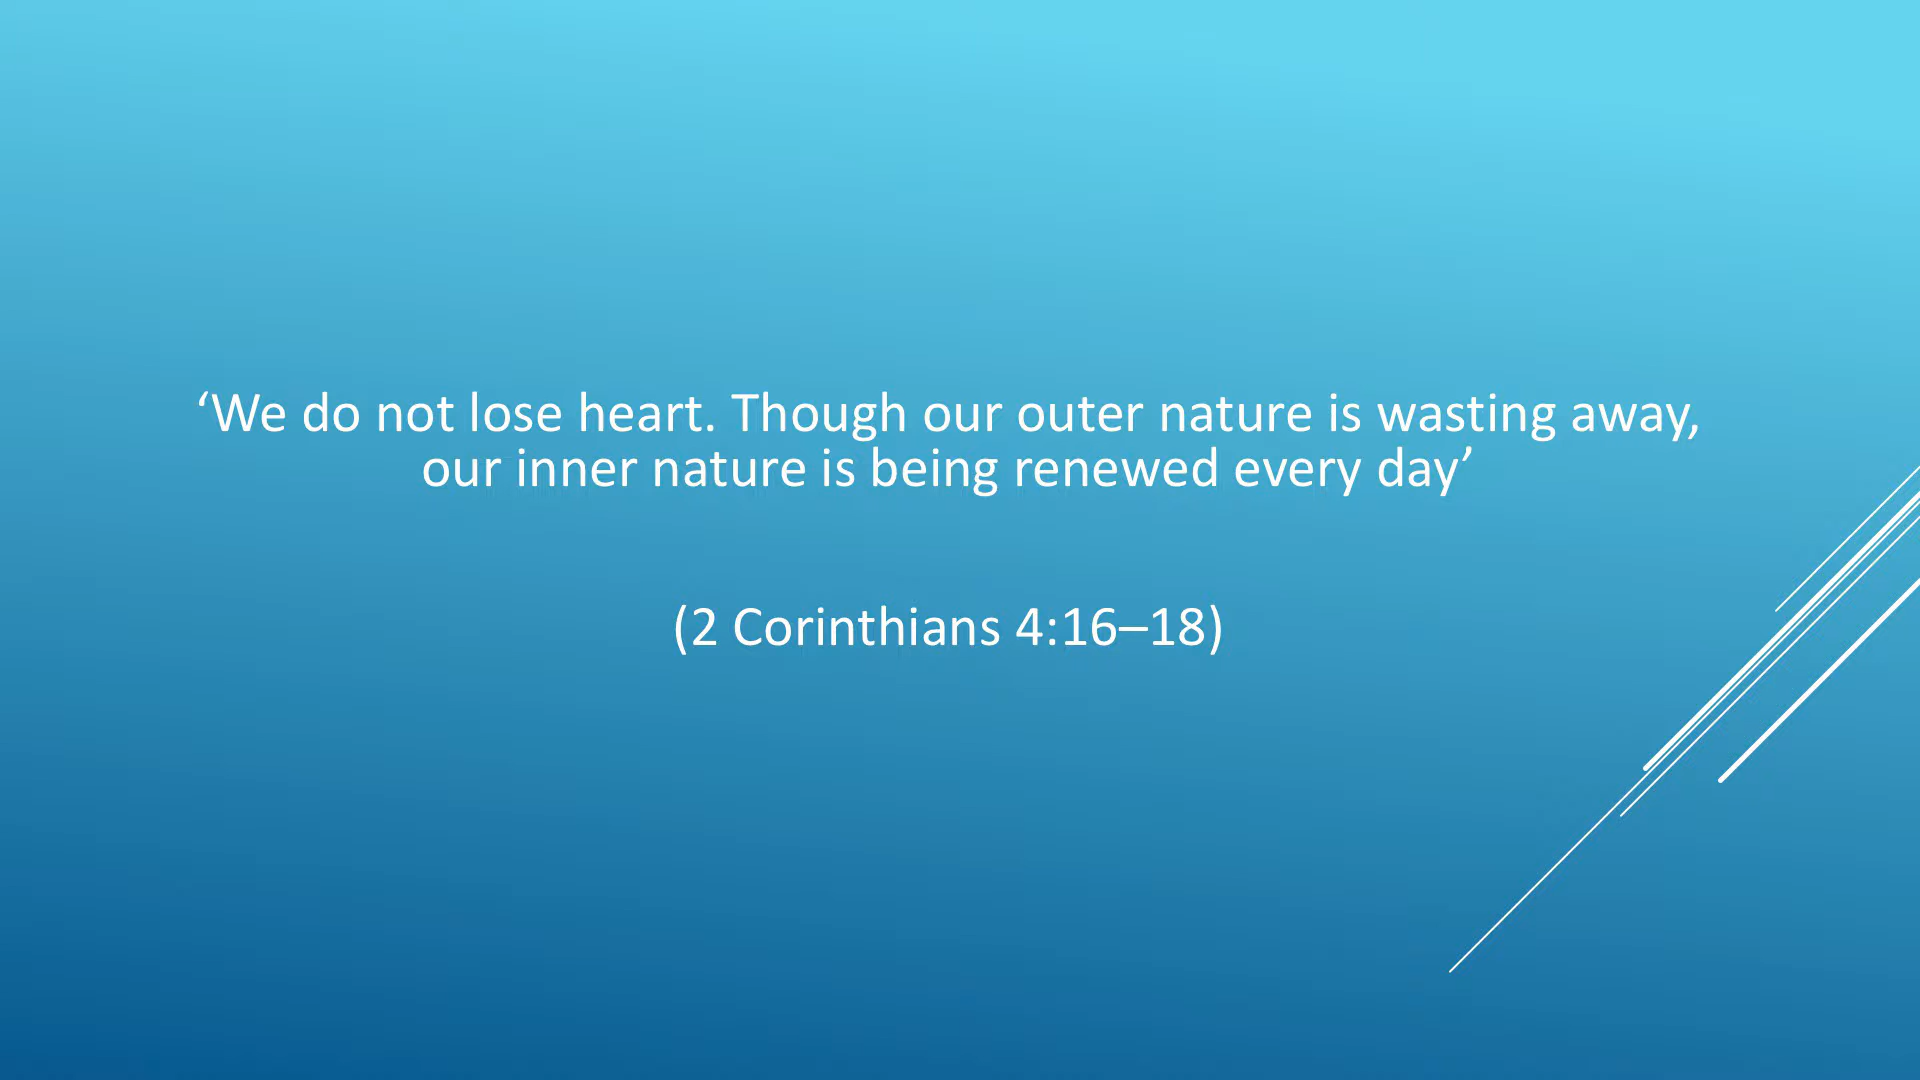 ‘We do not lose heart. Though our outer nature is wasting away,
our inner nature is being renewed every day’
(2 Corinthians 4:16–18)